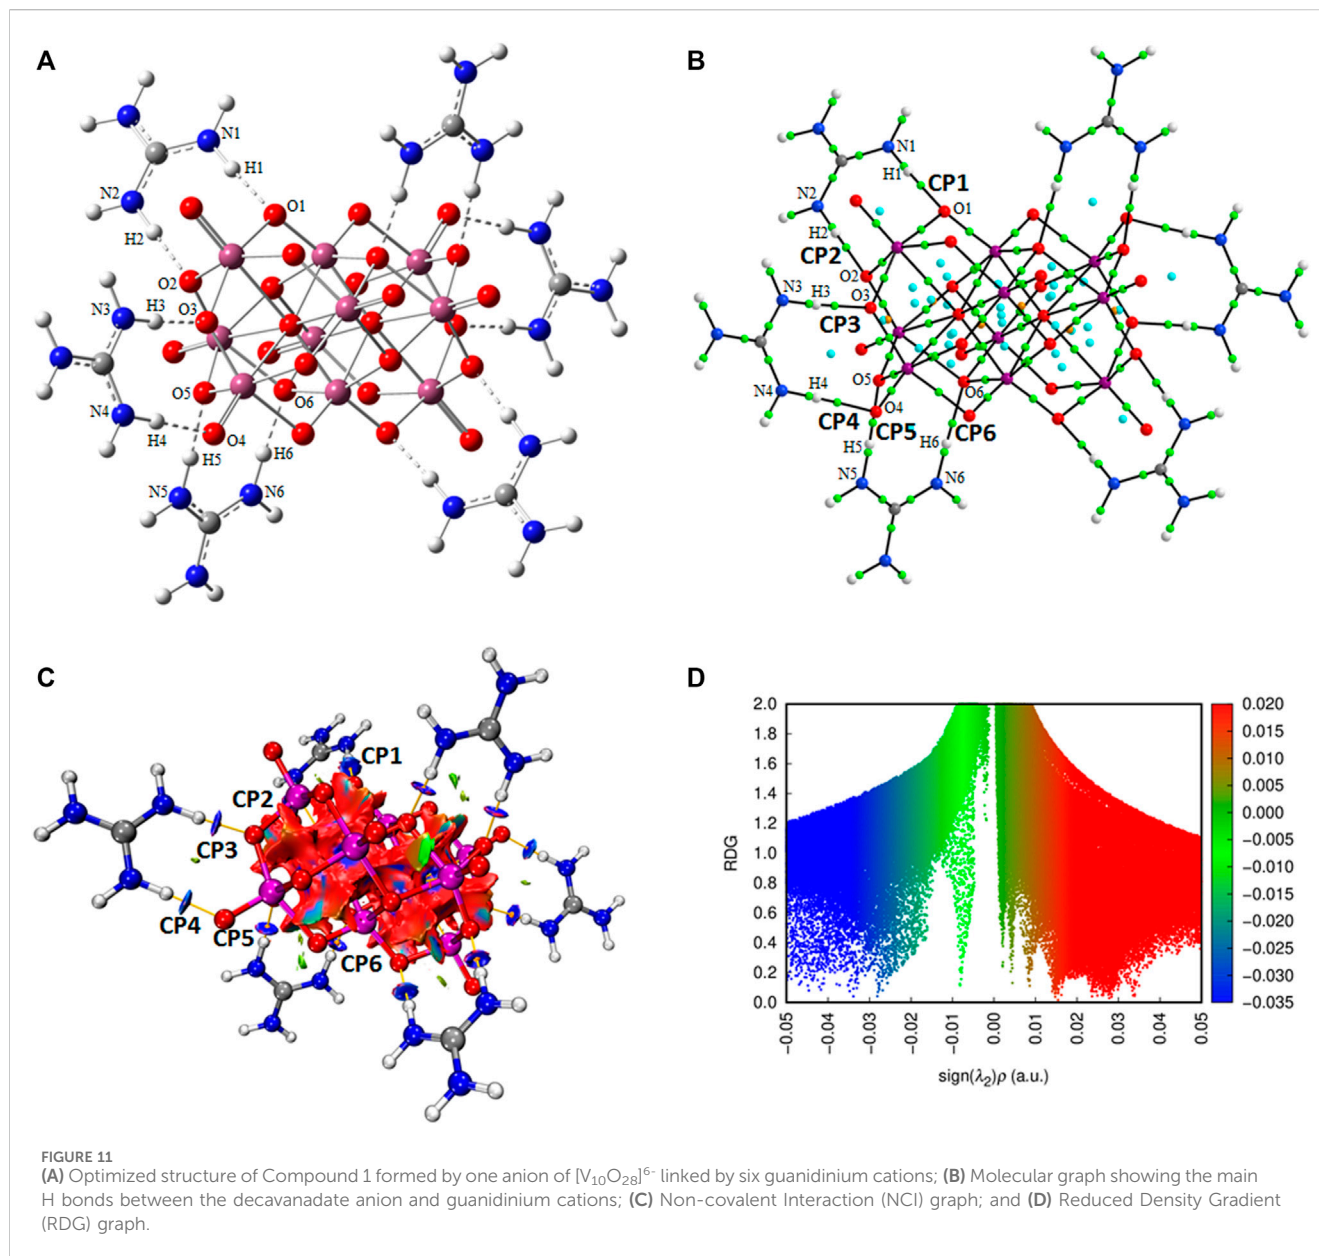 A
N1
H1
N2
H2
O1
O2
N3
H3
O3
O5
O6
N4
H4
O4
H5
H6
N5
N6
B
N1
H1
CP1
N2
O1
H2
CP2
O2
N3
H3
O3
CP3
O5
O6
N4
H4
O4
CP4
CP5
CP6
H5
H6
N5
N6
C
CP1
CP2
CP3
CP4
CP5
CP6
D
2.0
1.8
1.6
1.4
1.2
1.0
0.8
0.6
0.4
0.2
0.0
RDG
-0.05
-0.04
-0.03
-0.02
-0.01
0.00
0.01
0.02
0.03
0.04
0.05
sign(λ₂)ρ (a.u.)
0.020
0.015
0.010
0.005
0.000
−0.005
−0.010
−0.015
−0.020
−0.025
−0.030
−0.035
FIGURE 11
(A) Optimized structure of Compound 1 formed by one anion of [V₁₀O₂₈]⁶⁻ linked by six guanidinium cations; (B) Molecular graph showing the main
H bonds between the decavanadate anion and guanidinium cations; (C) Non-covalent Interaction (NCI) graph; and (D) Reduced Density Gradient
(RDG) graph.